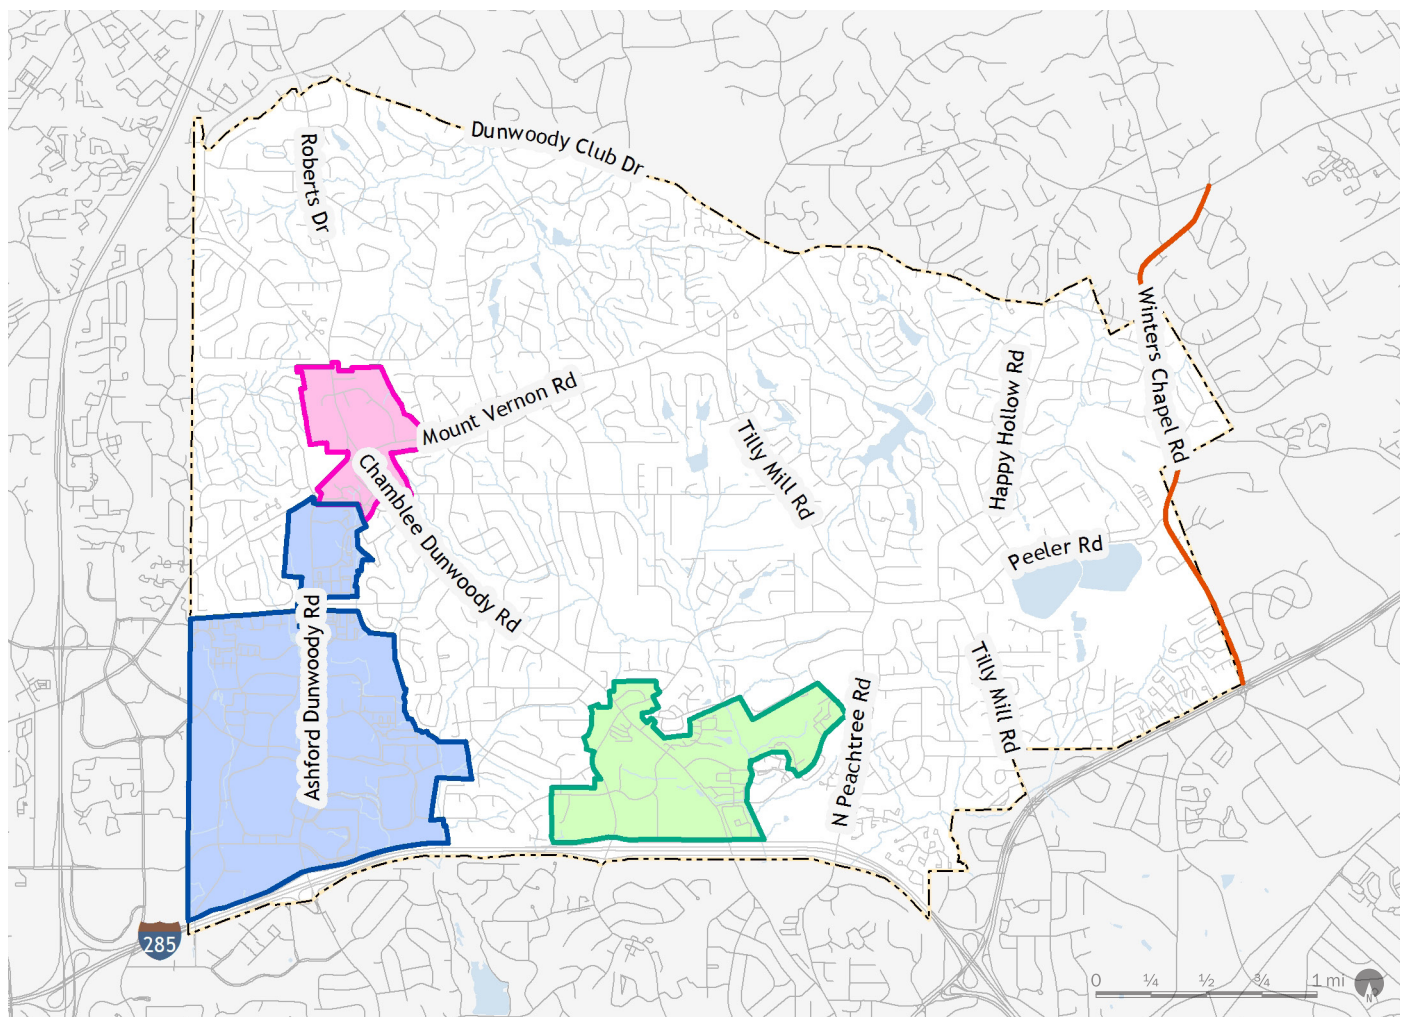 Dunwoody Club Dr
Roberts Dr
Winters Chapel Rd
Happy Hollow Rd
Mount Vernon Rd
Tilly Mill Rd
Chamblee Dunwoody Rd
Peeler Rd
Ashford Dunwoody Rd
Tilly Mill Rd
N Peachtree Rd
285
0 ¼ ½ ¾ 1 mi
N